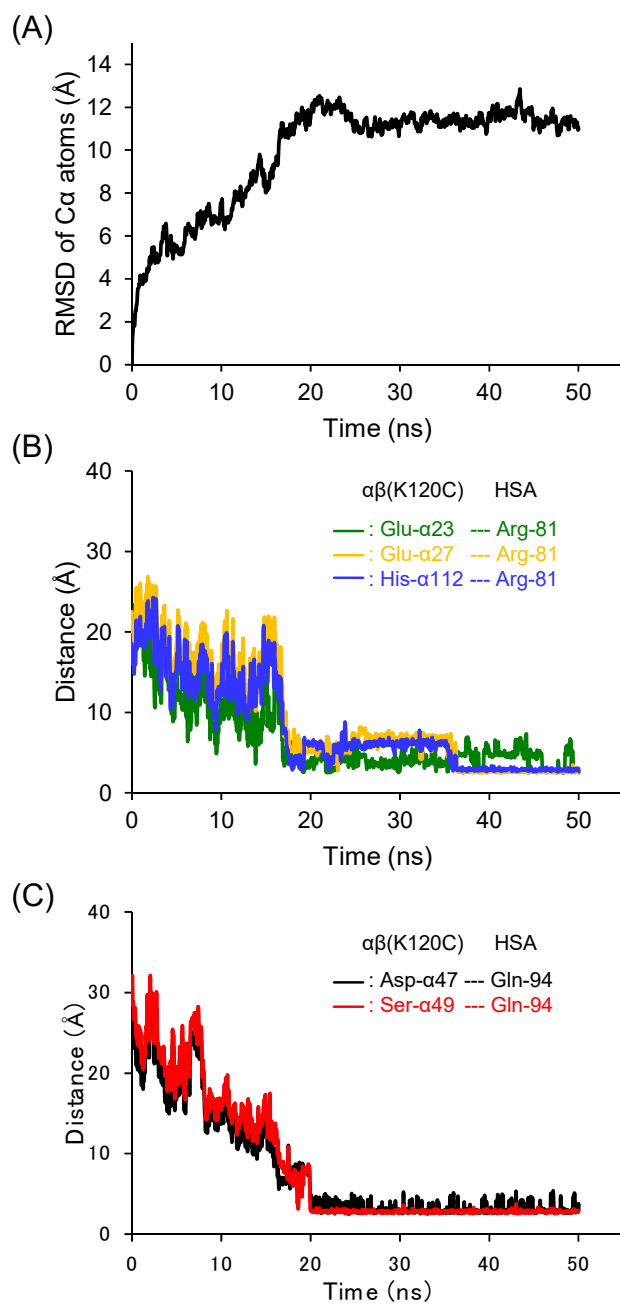 (A)
14
12
10
8
6
4
2
0
RMSD of Cα atoms (Å)
0 10 20 30 40 50
Time (ns)
(B)
40
30
20
10
0
Distance (Å)
αβ(K120C) HSA
: Glu-α23 --- Arg-81
: Glu-α27 --- Arg-81
: His-α112 --- Arg-81
0 10 20 30 40 50
Time (ns)
(C)
40
30
20
10
0
Distance (Å)
αβ(K120C) HSA
: Asp-α47 --- Gln-94
: Ser-α49 --- Gln-94
0 10 20 30 40 50
Time (ns)